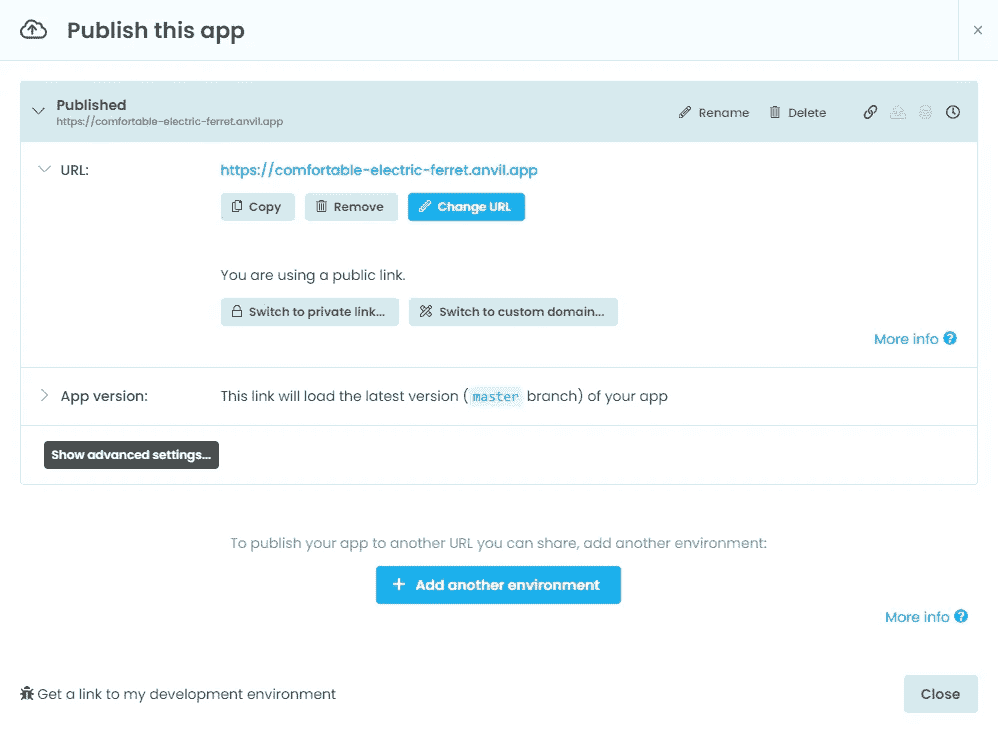 Publish this app
Published
https://comfortable-electric-ferret.anvil.app
Rename
Delete
URL:
https://comfortable-electric-ferret.anvil.app
Copy
Remove
Change URL
You are using a public link.
Switch to private link...
Switch to custom domain...
More info
App version:
This link will load the latest version (master branch) of your app
Show advanced settings...
To publish your app to another URL you can share, add another environment:
+ Add another environment
More info
Get a link to my development environment
Close